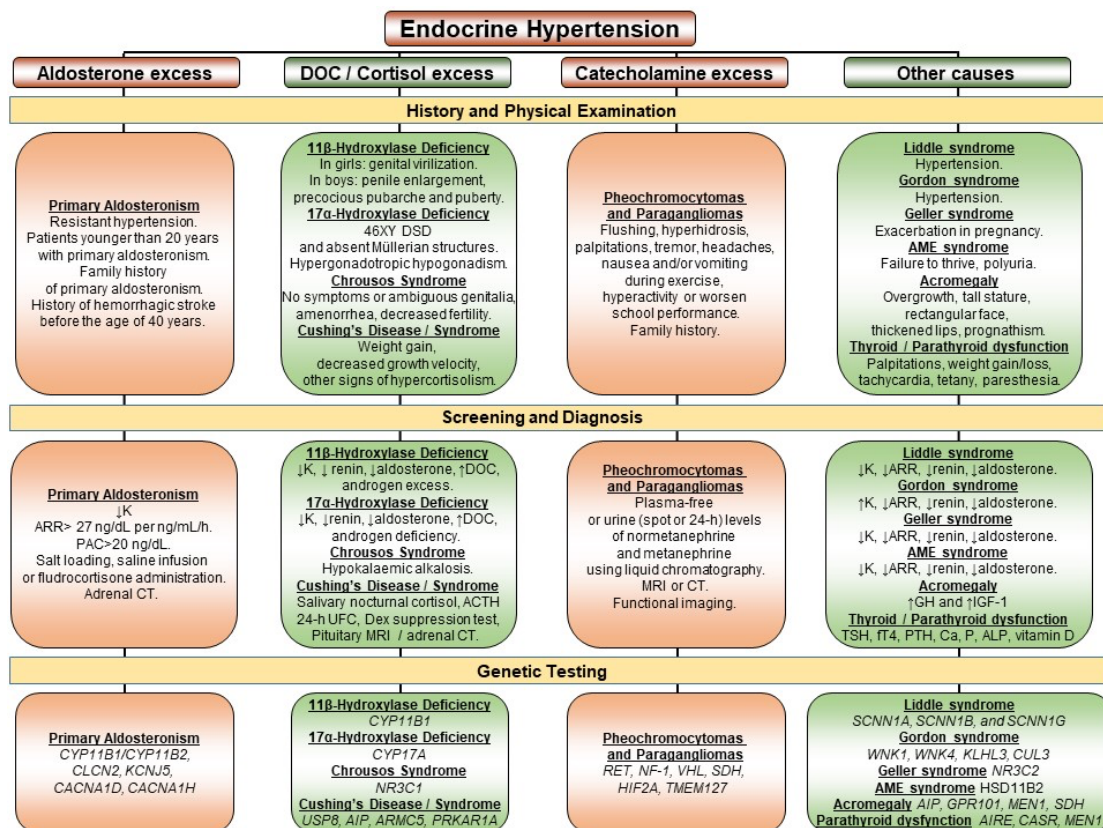 Endocrine Hypertension
Aldosterone excess
DOC / Cortisol excess
Catecholamine excess
Other causes
History and Physical Examination
Primary Aldosteronism
Resistant hypertension.
Patients younger than 20 years
with primary aldosteronism.
Family history
of primary aldosteronism.
History of hemorrhagic stroke
before the age of 40 years.
11β-Hydroxylase Deficiency
In girls: genital virilization.
In boys: penile enlargement,
precocious pubarche and puberty.
17α-Hydroxylase Deficiency
46XY DSD
and absent Müllerian structures.
Hypergonadotropic hypogonadism.
Chrousos Syndrome
No symptoms or ambiguous genitalia,
amenorrhea, decreased fertility.
Cushing's Disease / Syndrome
Weight gain,
decreased growth velocity,
other signs of hypercortisolism.
Pheochromocytomas
and Paragangliomas
Flushing, hyperhidrosis,
palpitations, tremor, headaches,
nausea and/or vomiting
during exercise,
hyperactivity or worsen
school performance.
Family history.
Liddle syndrome
Hypertension.
Gordon syndrome
Hypertension.
Geller syndrome
Exacerbation in pregnancy.
AME syndrome
Failure to thrive, polyuria.
Acromegaly
Overgrowth, tall stature,
rectangular face,
thickened lips, prognathism.
Thyroid / Parathyroid dysfunction
Palpitations, weight gain/loss,
tachycardia, tetany, paresthesia.
Screening and Diagnosis
Primary Aldosteronism
↓K
ARR> 27 ng/dL per ng/mL/h.
PAC>20 ng/dL.
Salt loading, saline infusion
or fludrocortisone administration.
Adrenal CT.
11β-Hydroxylase Deficiency
↓K, ↓ renin, ↓aldosterone, ↑DOC,
androgen excess.
17α-Hydroxylase Deficiency
↓K, ↓renin, ↓aldosterone, ↑DOC,
androgen deficiency.
Chrousos Syndrome
Hypokalaemic alkalosis.
Cushing's Disease / Syndrome
Salivary nocturnal cortisol, ACTH
24-h UFC, Dex suppression test,
Pituitary MRI / adrenal CT.
Pheochromocytomas
and Paragangliomas
Plasma-free
or urine (spot or 24-h) levels
of normetanephrine
and metanephrine
using liquid chromatography.
MRI or CT.
Functional imaging.
Liddle syndrome
↓K, ↓ARR, ↓renin, ↓aldosterone.
Gordon syndrome
↑K, ↓ARR, ↓renin, ↓aldosterone.
Geller syndrome
↓K, ↓ARR, ↓renin, ↓aldosterone.
AME syndrome
↓K, ↓ARR, ↓renin, ↓aldosterone.
Acromegaly
↑GH and ↑IGF-1
Thyroid / Parathyroid dysfunction
TSH, fT4, PTH, Ca, P, ALP, vitamin D
Genetic Testing
Primary Aldosteronism
CYP11B1/CYP11B2,
CLCN2, KCNJ5,
CACNA1D, CACNA1H
11β-Hydroxylase Deficiency
CYP11B1
17α-Hydroxylase Deficiency
CYP17A
Chrousos Syndrome
NR3C1
Cushing's Disease / Syndrome
USP8, AIP, ARMC5, PRKAR1A
Pheochromocytomas
and Paragangliomas
RET, NF-1, VHL, SDH,
HIF2A, TMEM127
Liddle syndrome
SCNN1A, SCNN1B, and SCNN1G
Gordon syndrome
WNK1, WNK4, KLHL3, CUL3
Geller syndrome NR3C2
AME syndrome HSD11B2
Acromegaly AIP, GPR101, MEN1, SDH
Parathyroid dysfynction AIRE, CASR, MEN1